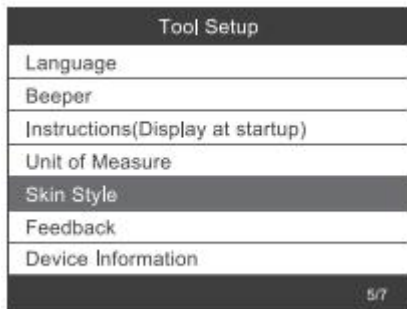 Tool Setup
Language
Beeper
Instructions(Display at startup)
Unit of Measure
Skin Style
Feedback
Device Information
5/7